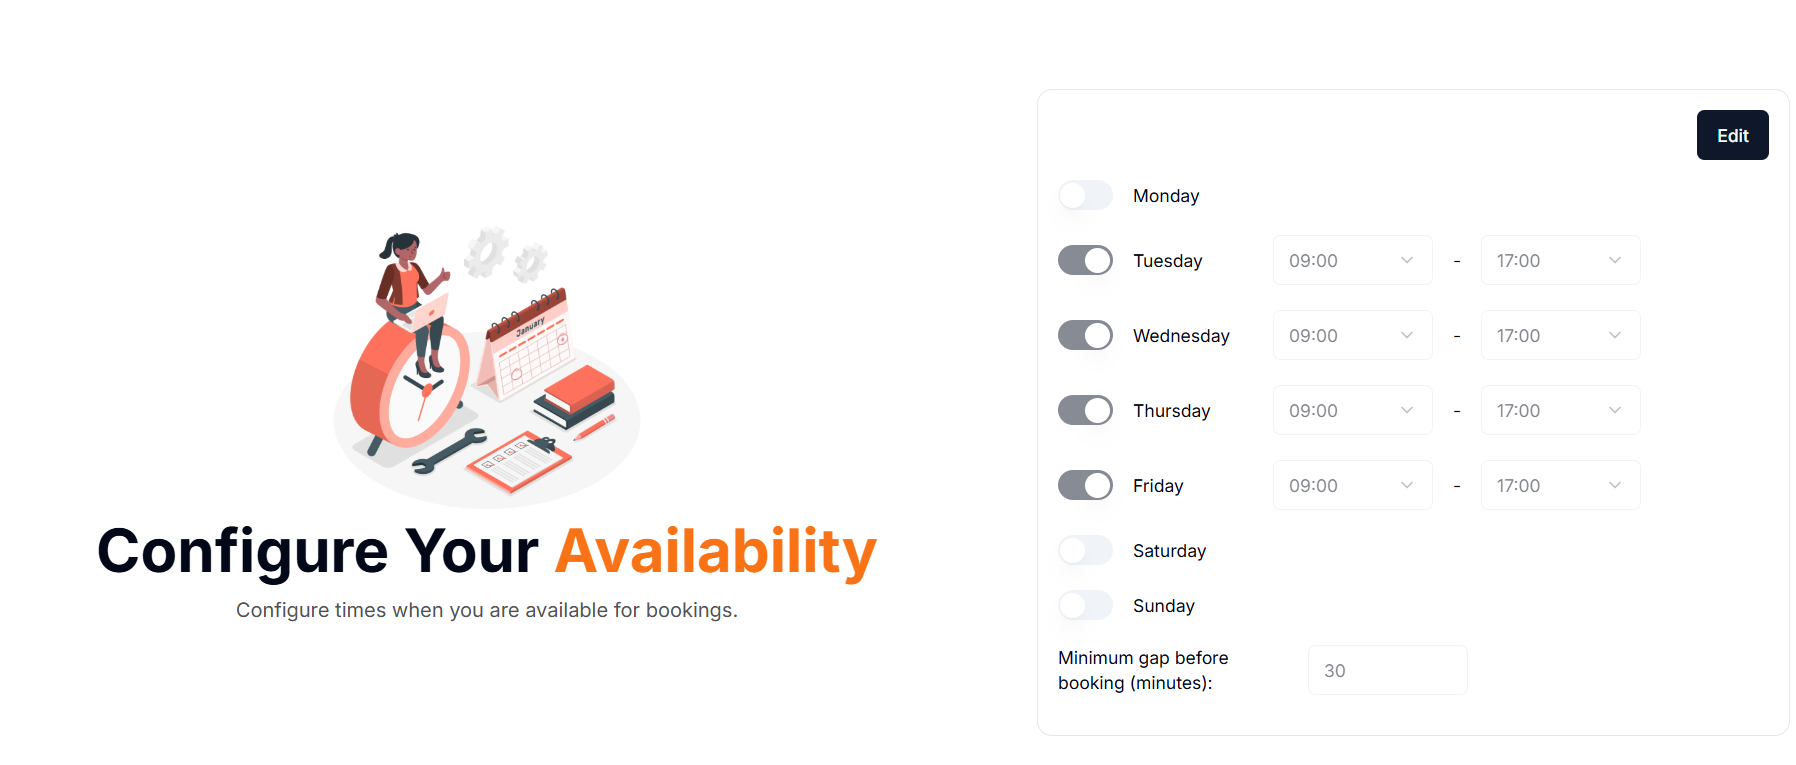 January
Configure Your Availability
Configure times when you are available for bookings.
Edit
Monday
Tuesday 09:00 - 17:00
Wednesday 09:00 - 17:00
Thursday 09:00 - 17:00
Friday 09:00 - 17:00
Saturday
Sunday
Minimum gap before
booking (minutes): 30